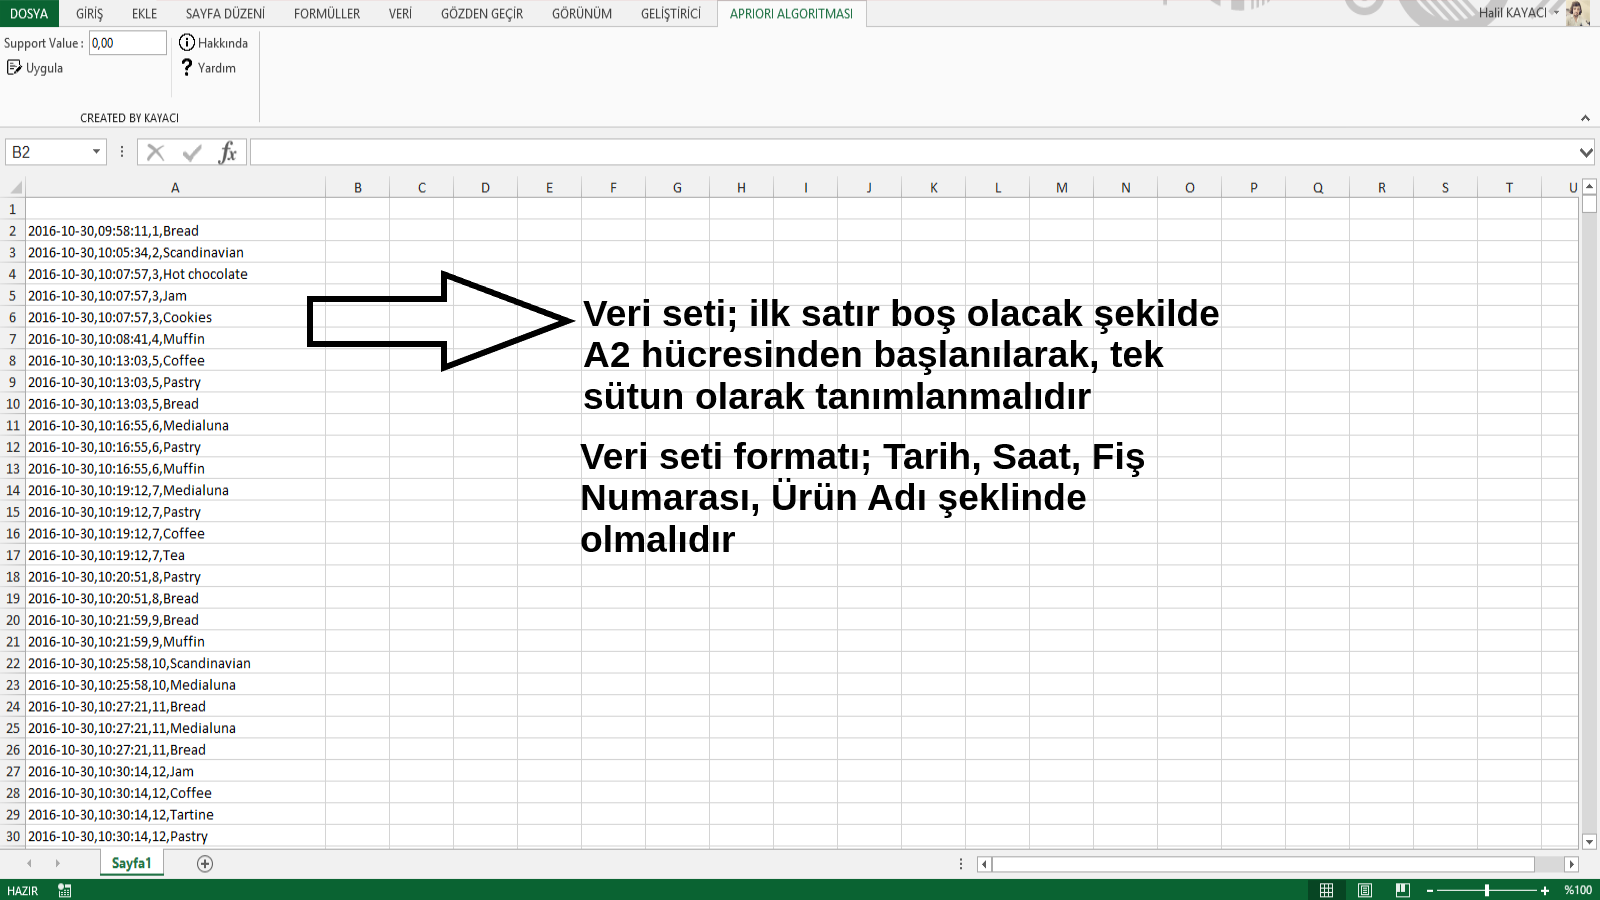 DOSYA GİRİŞ EKLE SAYFA DÜZENİ FORMÜLLER VERİ GÖZDEN GEÇİR GÖRÜNÜM GELİŞTİRİCİ APRIORI ALGORITMASI Halil KAYACI
Support Value : 0,00 Hakkında
Uygula ? Yardım
CREATED BY KAYACI
B2 fx
A B C D E F G H I J K L M N O P Q R S T U
1
2 2016-10-30,09:58:11,1,Bread
3 2016-10-30,10:05:34,2,Scandinavian
4 2016-10-30,10:07:57,3,Hot chocolate
5 2016-10-30,10:07:57,3,Jam
6 2016-10-30,10:07:57,3,Cookies
7 2016-10-30,10:08:41,4,Muffin
8 2016-10-30,10:13:03,5,Coffee
9 2016-10-30,10:13:03,5,Pastry
10 2016-10-30,10:13:03,5,Bread
11 2016-10-30,10:16:55,6,Medialuna
12 2016-10-30,10:16:55,6,Pastry
13 2016-10-30,10:16:55,6,Muffin
14 2016-10-30,10:19:12,7,Medialuna
15 2016-10-30,10:19:12,7,Pastry
16 2016-10-30,10:19:12,7,Coffee
17 2016-10-30,10:19:12,7,Tea
18 2016-10-30,10:20:51,8,Pastry
19 2016-10-30,10:20:51,8,Bread
20 2016-10-30,10:21:59,9,Bread
21 2016-10-30,10:21:59,9,Muffin
22 2016-10-30,10:25:58,10,Scandinavian
23 2016-10-30,10:25:58,10,Medialuna
24 2016-10-30,10:27:21,11,Bread
25 2016-10-30,10:27:21,11,Medialuna
26 2016-10-30,10:27:21,11,Bread
27 2016-10-30,10:30:14,12,Jam
28 2016-10-30,10:30:14,12,Coffee
29 2016-10-30,10:30:14,12,Tartine
30 2016-10-30,10:30:14,12,Pastry
Veri seti; ilk satır boş olacak şekilde
A2 hücresinden başlanılarak, tek
sütun olarak tanımlanmalıdır
Veri seti formatı; Tarih, Saat, Fiş
Numarası, Ürün Adı şeklinde
olmalıdır
Sayfa1
HAZIR %100